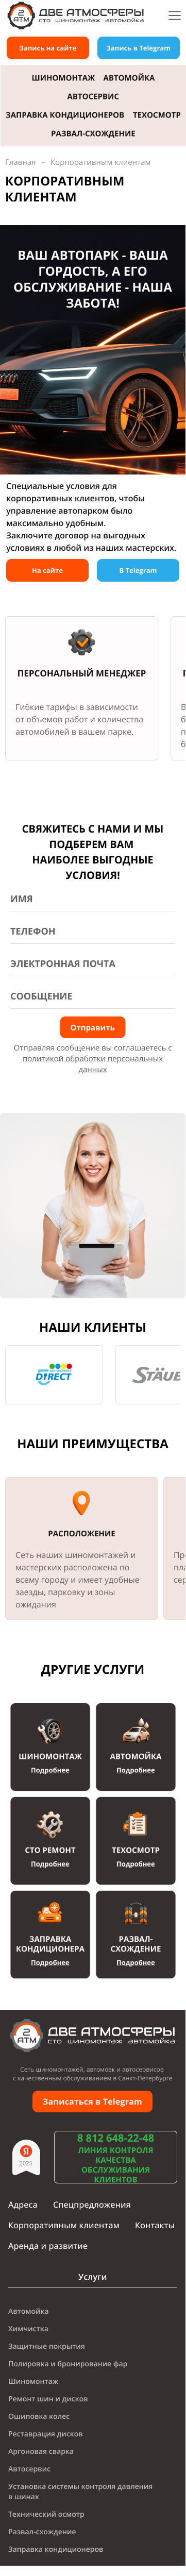 2
ATM
ДВЕ АТМОСФЕРЫ
сто шиномонтаж автомойка
Запись на сайте
Запись в Telegram
ШИНОМОНТАЖ АВТОМОЙКА
АВТОСЕРВИС
ЗАПРАВКА КОНДИЦИОНЕРОВ ТЕХОСМОТР
РАЗВАЛ-СХОЖДЕНИЕ
Главная – Корпоративным клиентам
КОРПОРАТИВНЫМ
КЛИЕНТАМ
ВАШ АВТОПАРК - ВАША
ГОРДОСТЬ, А ЕГО
ОБСЛУЖИВАНИЕ - НАША
ЗАБОТА!
Специальные условия для
корпоративных клиентов, чтобы
управление автопарком было
максимально удобным.
Заключите договор на выгодных
условиях в любой из наших мастерских.
На сайте
В Telegram
ПЕРСОНАЛЬНЫЙ МЕНЕДЖЕР
Гибкие тарифы в зависимости
от объемов работ и количества
автомобилей в вашем парке.
СВЯЖИТЕСЬ С НАМИ И МЫ
ПОДБЕРЕМ ВАМ
НАИБОЛЕЕ ВЫГОДНЫЕ
УСЛОВИЯ!
ИМЯ
ТЕЛЕФОН
ЭЛЕКТРОННАЯ ПОЧТА
СООБЩЕНИЕ
Отправить
Отправляя сообщение вы соглашаетесь с
политикой обработки персональных
данных
НАШИ КЛИЕНТЫ
DIRECT
STÄUB
НАШИ ПРЕИМУЩЕСТВА
РАСПОЛОЖЕНИЕ
Сеть наших шиномонтажей и
мастерских расположена по
всему городу и имеет удобные
заезды, парковку и зоны
ожидания
ДРУГИЕ УСЛУГИ
ШИНОМОНТАЖ
Подробнее
АВТОМОЙКА
Подробнее
СТО РЕМОНТ
Подробнее
ТЕХОСМОТР
Подробнее
ЗАПРАВКА
КОНДИЦИОНЕРА
Подробнее
РАЗВАЛ-
СХОЖДЕНИЕ
Подробнее
2
ATM
ДВЕ АТМОСФЕРЫ
сто шиномонтаж автомойка
Сеть шиномонтажей, автомоек и автосервисов
с качественным обслуживанием в Санкт-Петербурге
Записаться в Telegram
Я
2025
8 812 648-22-48
ЛИНИЯ КОНТРОЛЯ
КАЧЕСТВА
ОБСЛУЖИВАНИЯ
КЛИЕНТОВ
Адреса Спецпредложения
Корпоративным клиентам Контакты
Аренда и развитие
Услуги
Автомойка
Химчистка
Защитные покрытия
Полировка и бронирование фар
Шиномонтаж
Ремонт шин и дисков
Ошиповка колес
Реставрация дисков
Аргоновая сварка
Автосервис
Установка системы контроля давления
в шинах
Технический осмотр
Развал-схождение
Заправка кондиционеров